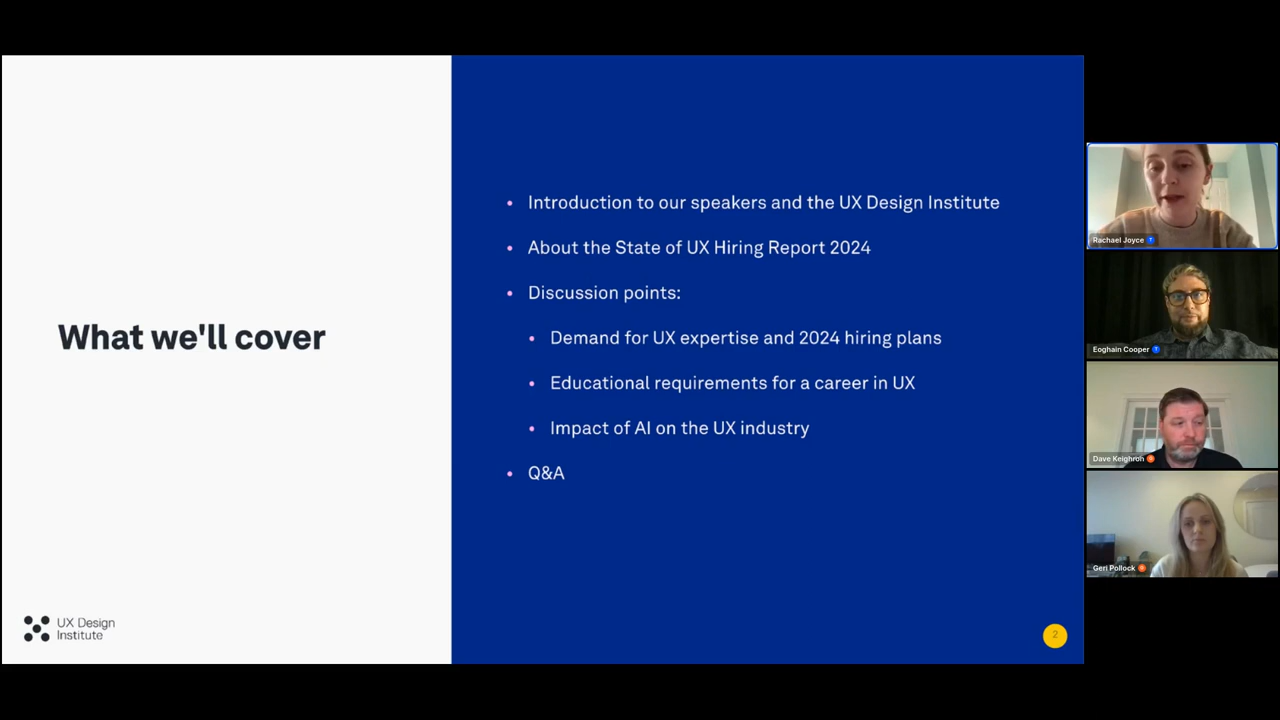 What we'll cover
Introduction to our speakers and the UX Design Institute
About the State of UX Hiring Report 2024
Discussion points:
Demand for UX expertise and 2024 hiring plans
Educational requirements for a career in UX
Impact of AI on the UX industry
Q&A
UX Design
Institute
2
Rachael Joyce
Eoghain Cooper
Dave Keighron
Geri Pollock